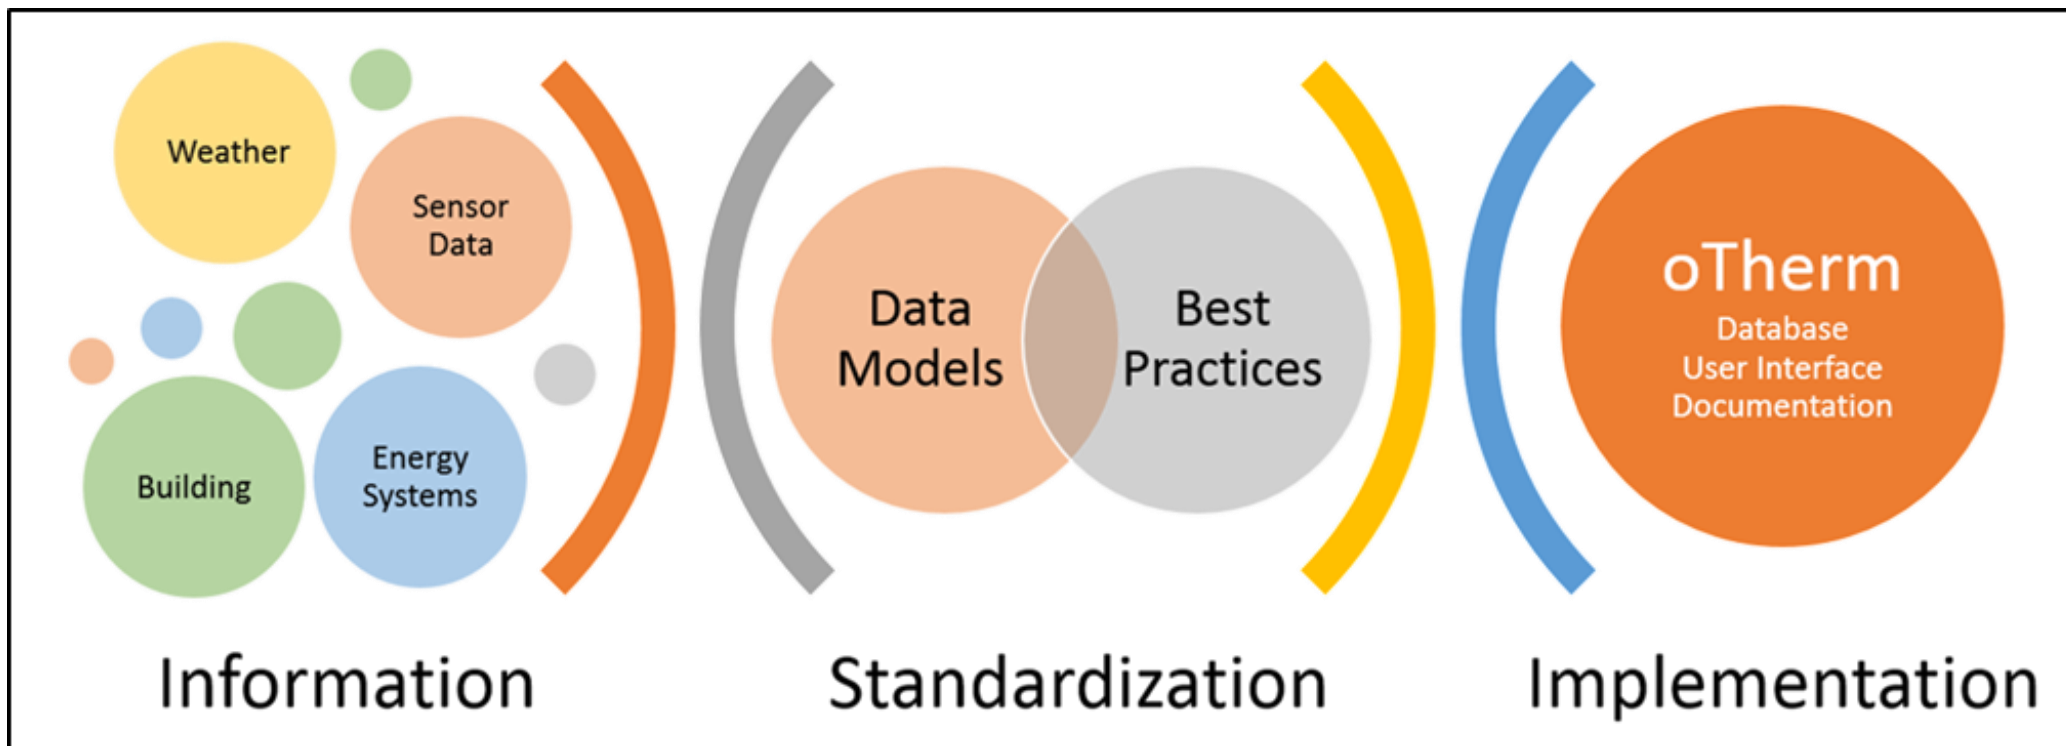 Weather
Sensor
Data
Building
Energy
Systems
Information
Data
Models
Best
Practices
Standardization
oTherm
Database
User Interface
Documentation
Implementation